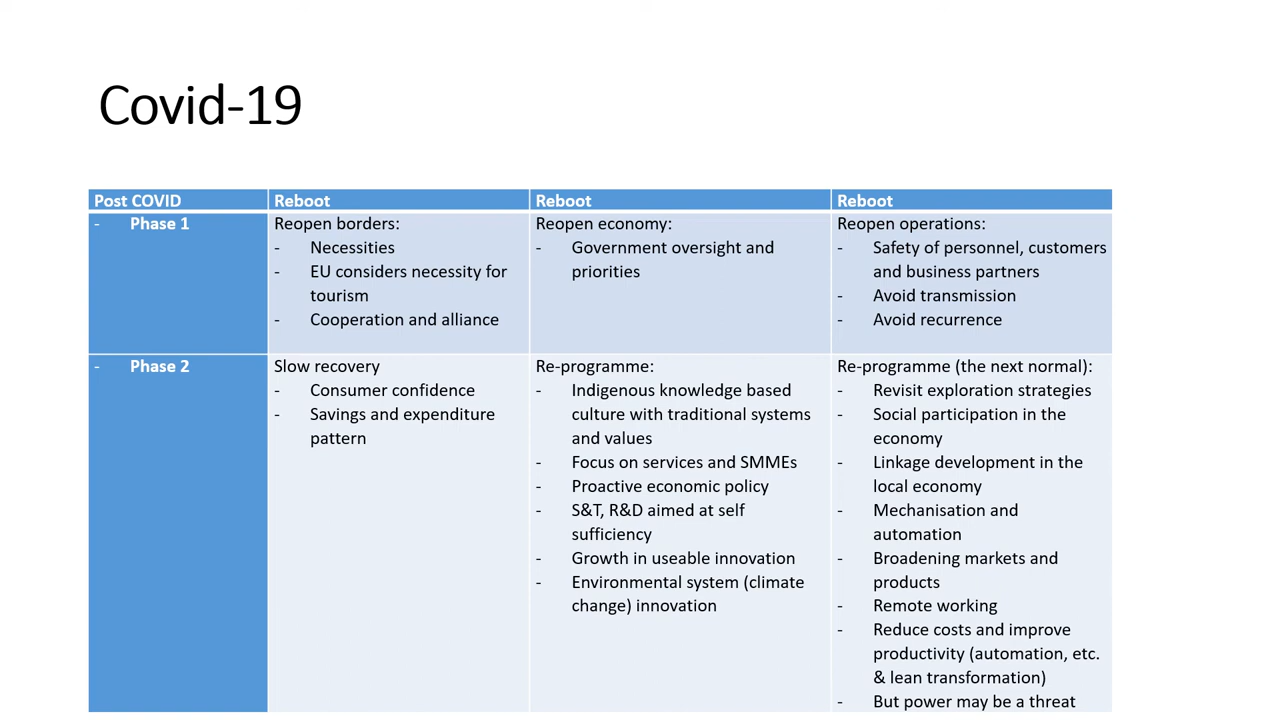 Covid-19
Post COVID
Reboot
Reboot
Reboot
- Phase 1
Reopen borders:
- Necessities
- EU considers necessity for
tourism
- Cooperation and alliance
Reopen economy:
- Government oversight and
priorities
Reopen operations:
- Safety of personnel, customers
and business partners
- Avoid transmission
- Avoid recurrence
- Phase 2
Slow recovery
- Consumer confidence
- Savings and expenditure
pattern
Re-programme:
- Indigenous knowledge based
culture with traditional systems
and values
- Focus on services and SMMEs
- Proactive economic policy
- S&T, R&D aimed at self
sufficiency
- Growth in useable innovation
- Environmental system (climate
change) innovation
Re-programme (the next normal):
- Revisit exploration strategies
- Social participation in the
economy
- Linkage development in the
local economy
- Mechanisation and
automation
- Broadening markets and
products
- Remote working
- Reduce costs and improve
productivity (automation, etc.
& lean transformation)
- But power may be a threat